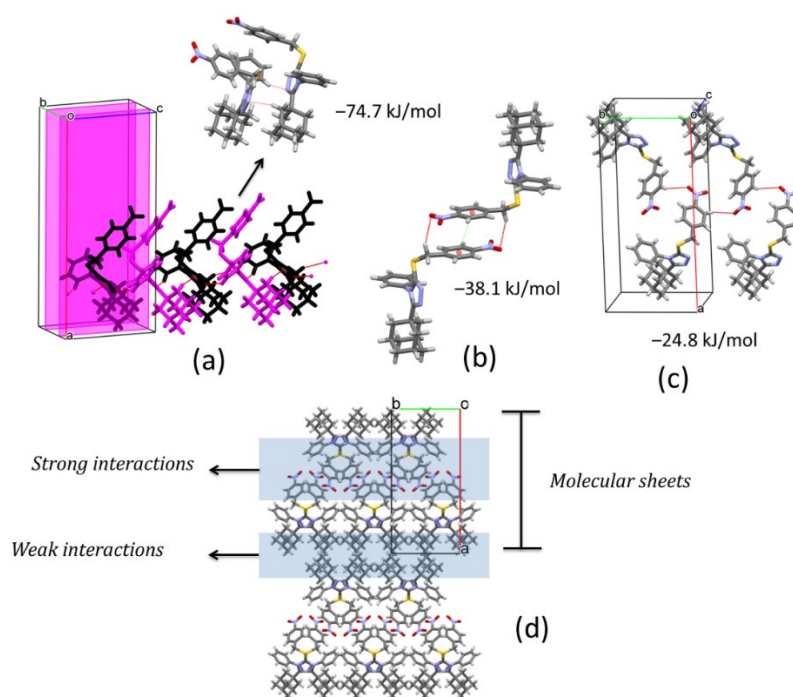 b
o
c
a
(a)
−74.7 kJ/mol
(b)
−38.1 kJ/mol
c
b
o
a
−24.8 kJ/mol
(c)
b
c
a
Strong interactions
Weak interactions
Molecular sheets
(d)